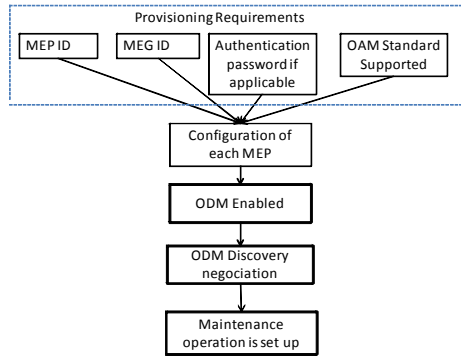 Provisioning Requirements
MEP ID
MEG ID
Authentication
password if
applicable
OAM Standard
Supported
Configuration of
each MEP
ODM Enabled
ODM Discovery
negociation
Maintenance
operation is set up